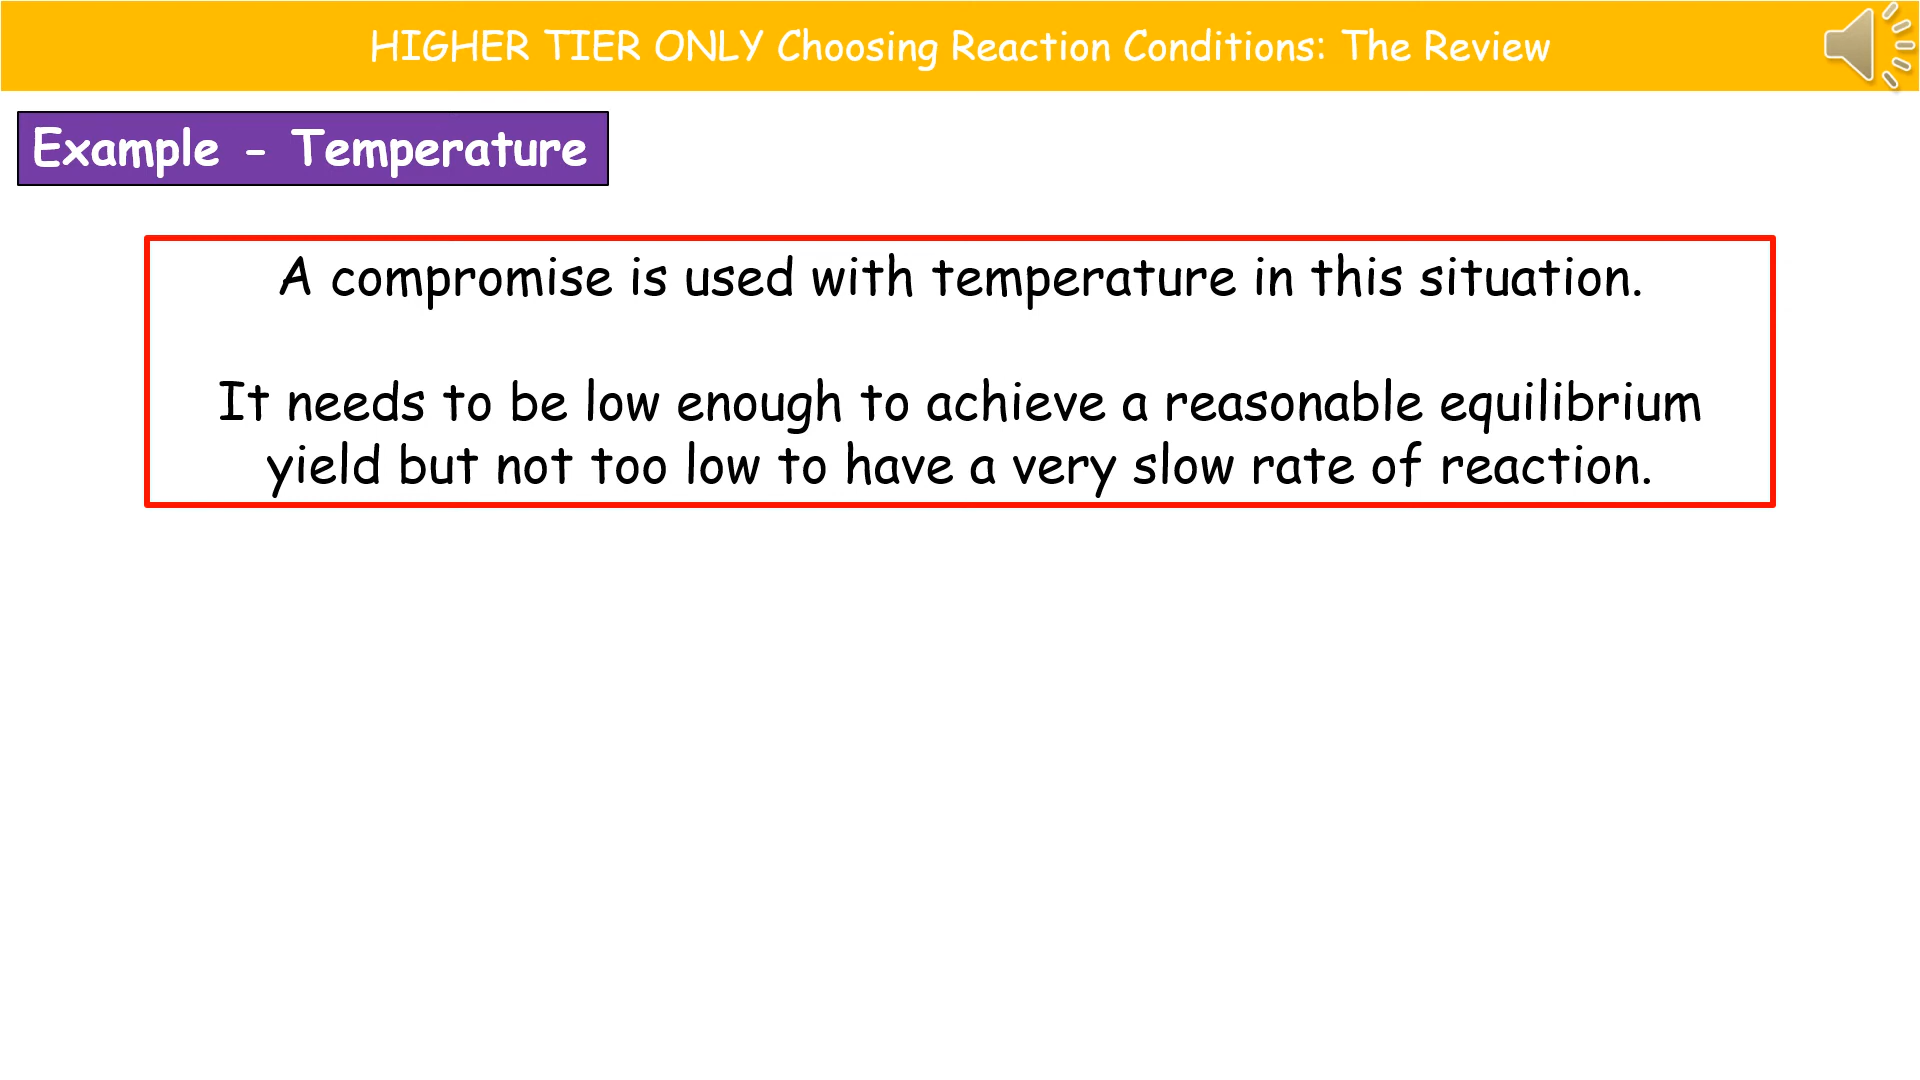 HIGHER TIER ONLY Choosing Reaction Conditions: The Review
Example - Temperature
A compromise is used with temperature in this situation.
It needs to be low enough to achieve a reasonable equilibrium
yield but not too low to have a very slow rate of reaction.